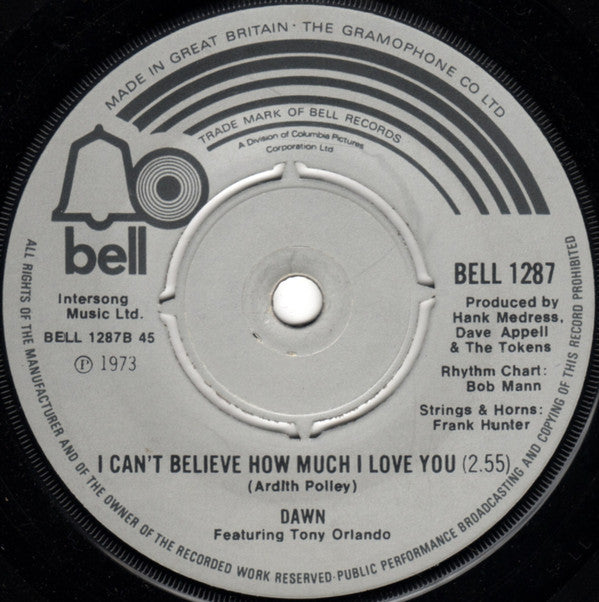 MADE IN GREAT BRITAIN · THE GRAMOPHONE CO LTD
TRADE MARK OF BELL RECORDS
A Division of Columbia Pictures
Corporation Ltd
bell
BELL 1287
Intersong
Music Ltd.
BELL 1287B 45
℗ 1973
Produced by
Hank Medress,
Dave Appell
& The Tokens
Rhythm Chart:
Bob Mann
Strings & Horns:
Frank Hunter
I CAN'T BELIEVE HOW MUCH I LOVE YOU (2.55)
(Ardith Polley)
DAWN
Featuring Tony Orlando
ALL RIGHTS OF THE MANUFACTURER AND OF THE OWNER OF THE RECORDED WORK RESERVED·PUBLIC PERFORMANCE BROADCASTING AND COPYING OF THIS RECORD PROHIBITED